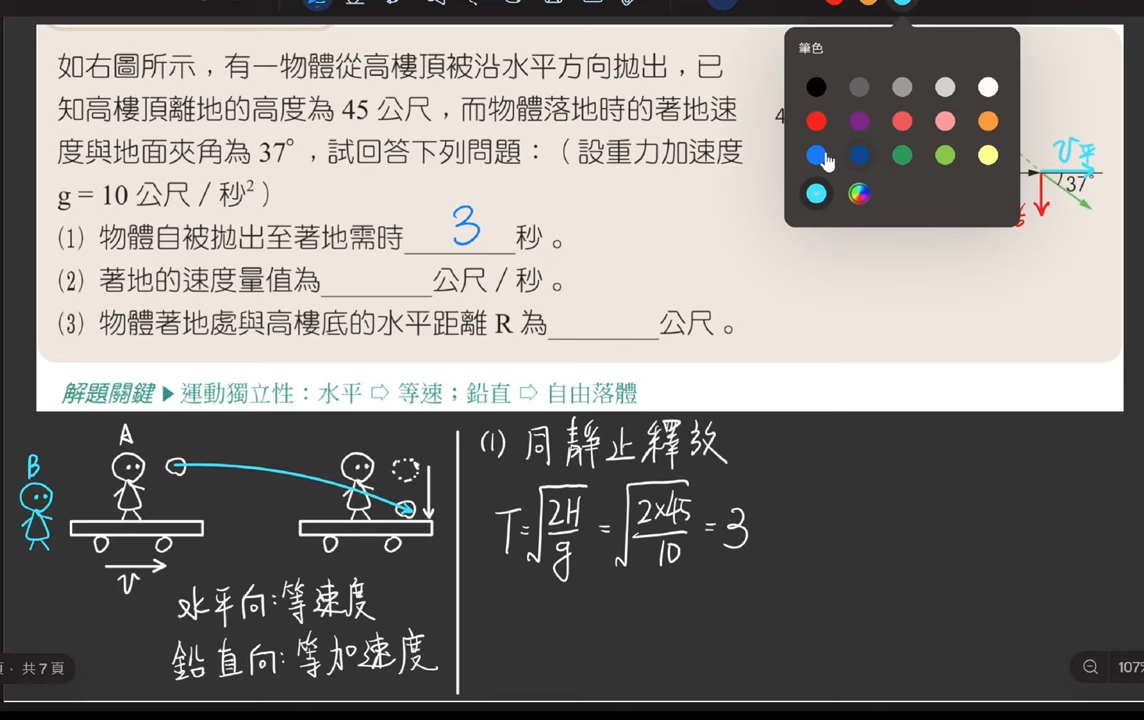 如右圖所示，有一物體從高樓頂被沿水平方向拋出，已
知高樓頂離地的高度為 45 公尺，而物體落地時的著地速
度與地面夾角為 37°，試回答下列問題：（設重力加速度
g = 10 公尺／秒²）
(1) 物體自被拋出至著地需時 3 秒。
(2) 著地的速度量值為________公尺／秒。
(3) 物體著地處與高樓底的水平距離 R 為________公尺。
筆色
4
V平
37°
解題關鍵▶運動獨立性：水平⇨等速；鉛直⇨自由落體
A
B
v
水平向:等速度
鉛直向:等加速度
(1) 同靜止釋放
T=√(2H/g) = √(2×45/10) = 3
頁 · 共 7 頁
107%